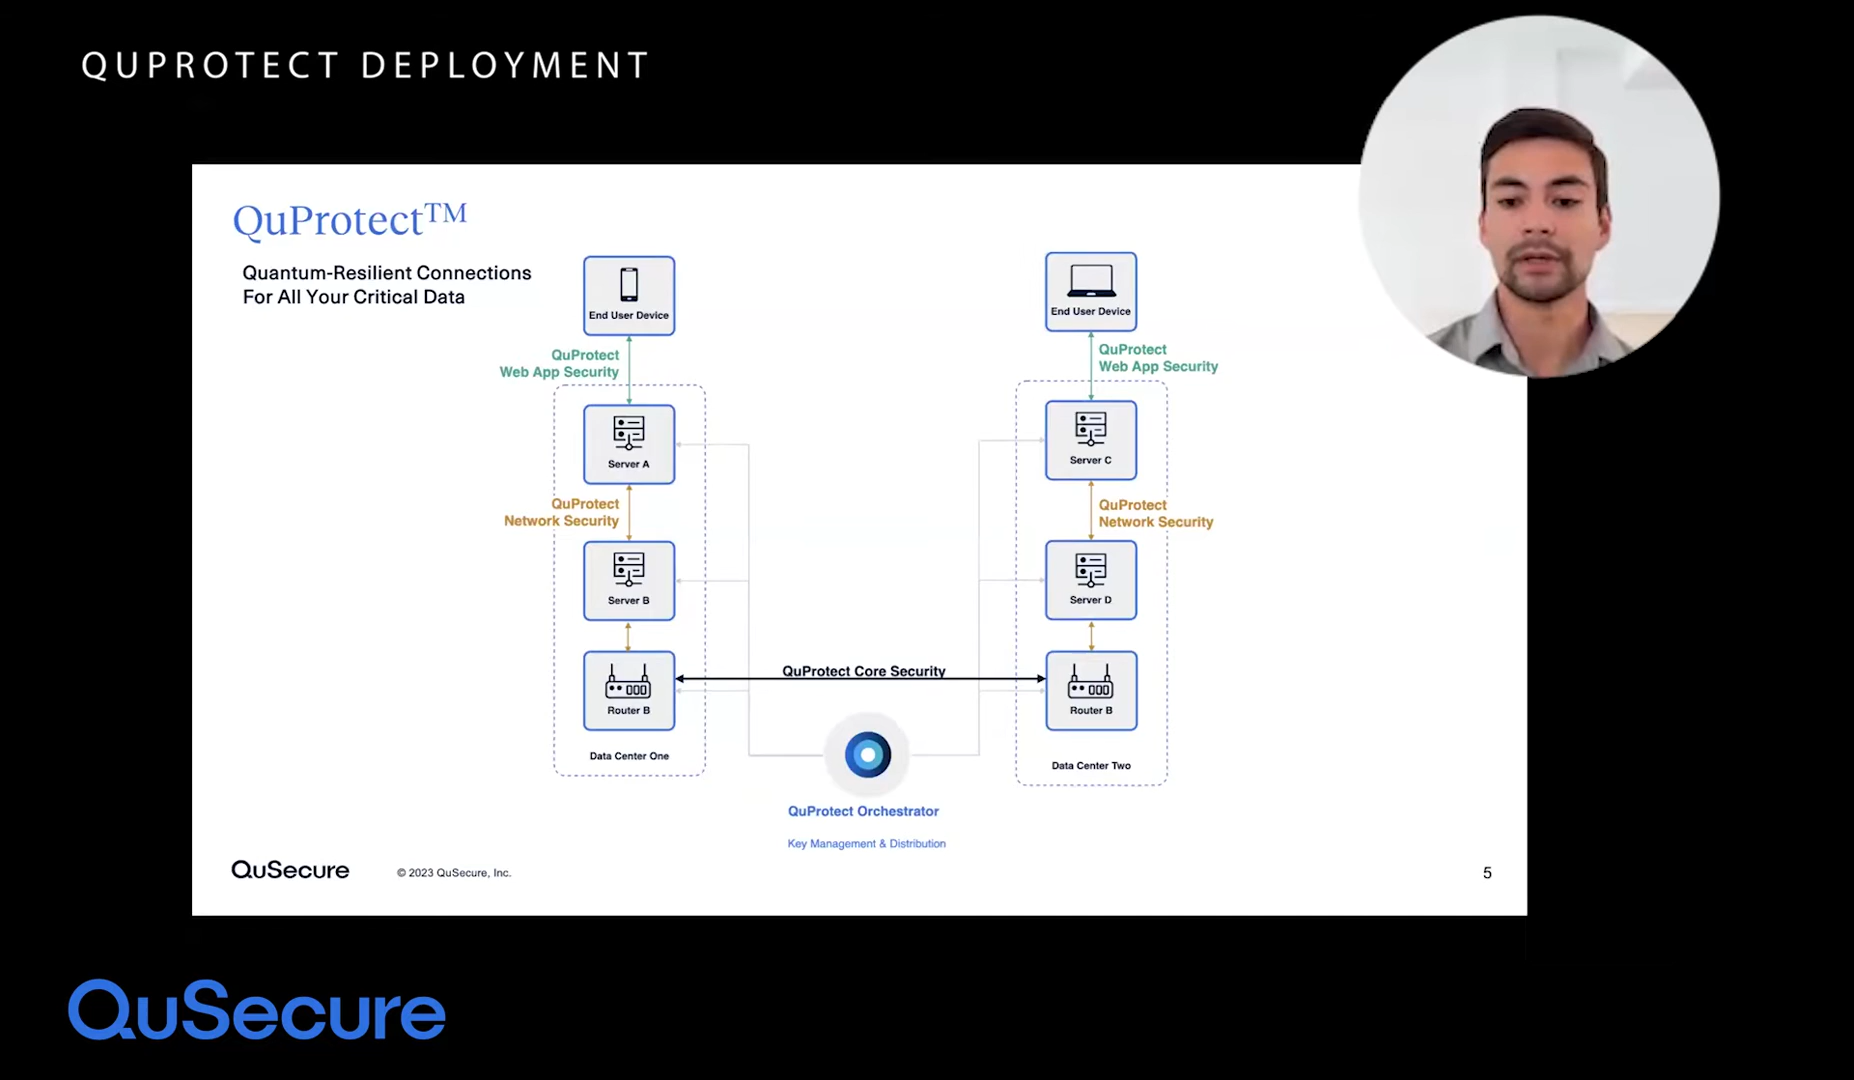 QUPROTECT DEPLOYMENT
QuProtect™
Quantum-Resilient Connections
For All Your Critical Data
End User Device
End User Device
QuProtect
Web App Security
QuProtect
Web App Security
Server A
Server C
QuProtect
Network Security
QuProtect
Network Security
Server B
Server D
QuProtect Core Security
Router B
Router B
Data Center One
Data Center Two
QuProtect Orchestrator
Key Management & Distribution
QuSecure
© 2023 QuSecure, Inc.
5
QuSecure